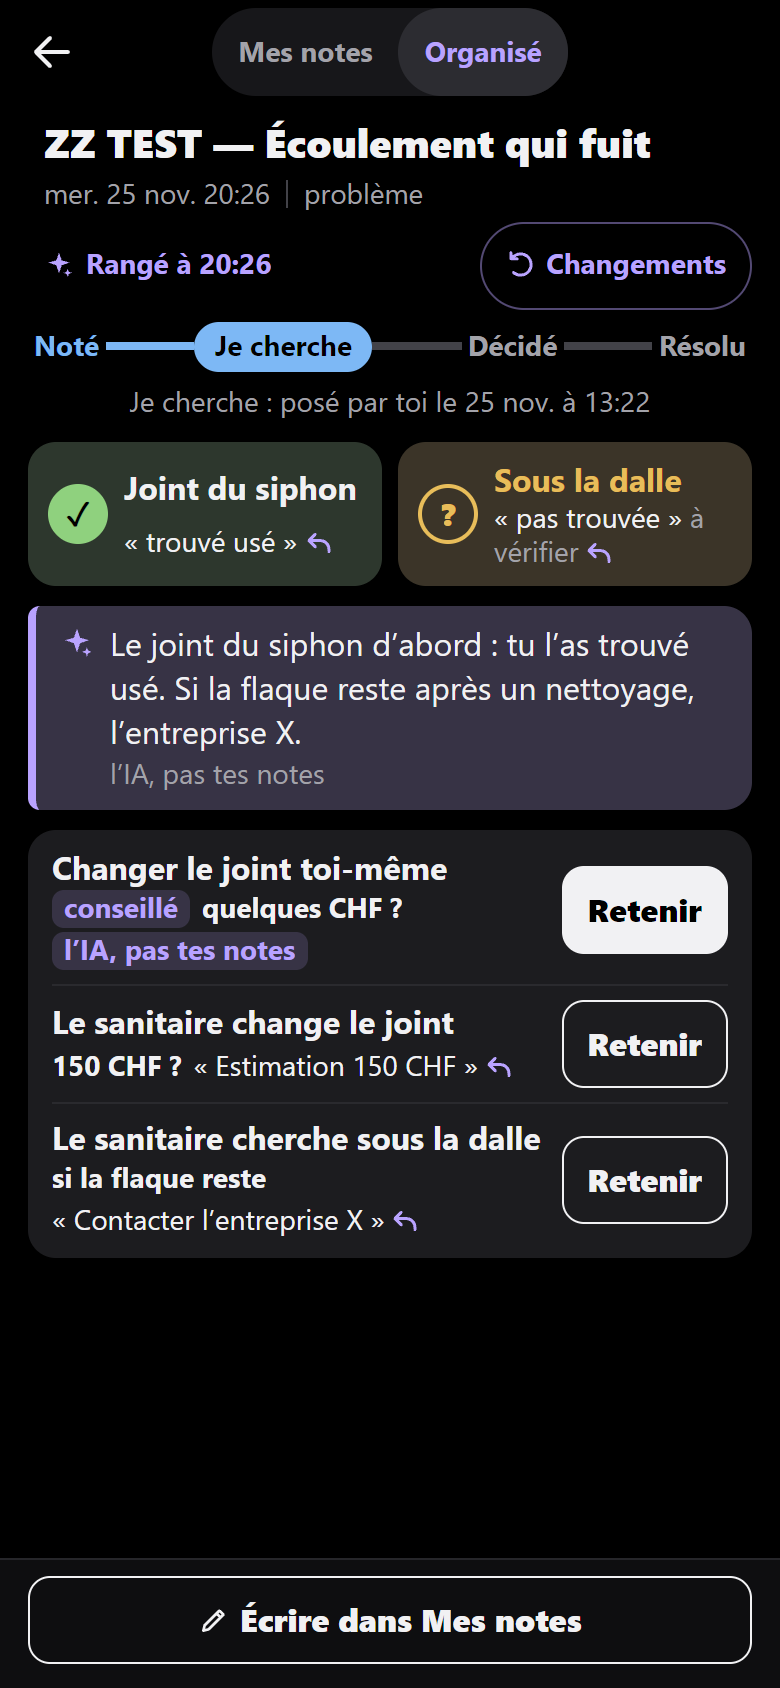 Mes notes
Organisé
ZZ TEST — Écoulement qui fuit
mer. 25 nov. 20:26 | problème
Rangé à 20:26
Changements
Noté
Je cherche
Décidé
Résolu
Je cherche : posé par toi le 25 nov. à 13:22
✓
Joint du siphon
« trouvé usé »
?
Sous la dalle
« pas trouvée » à
vérifier
Le joint du siphon d’abord : tu l’as trouvé
usé. Si la flaque reste après un nettoyage,
l’entreprise X.
l’IA, pas tes notes
Changer le joint toi-même
conseillé quelques CHF ?
l’IA, pas tes notes
Retenir
Le sanitaire change le joint
150 CHF ? « Estimation 150 CHF »
Retenir
Le sanitaire cherche sous la dalle
si la flaque reste
« Contacter l’entreprise X »
Retenir
Écrire dans Mes notes